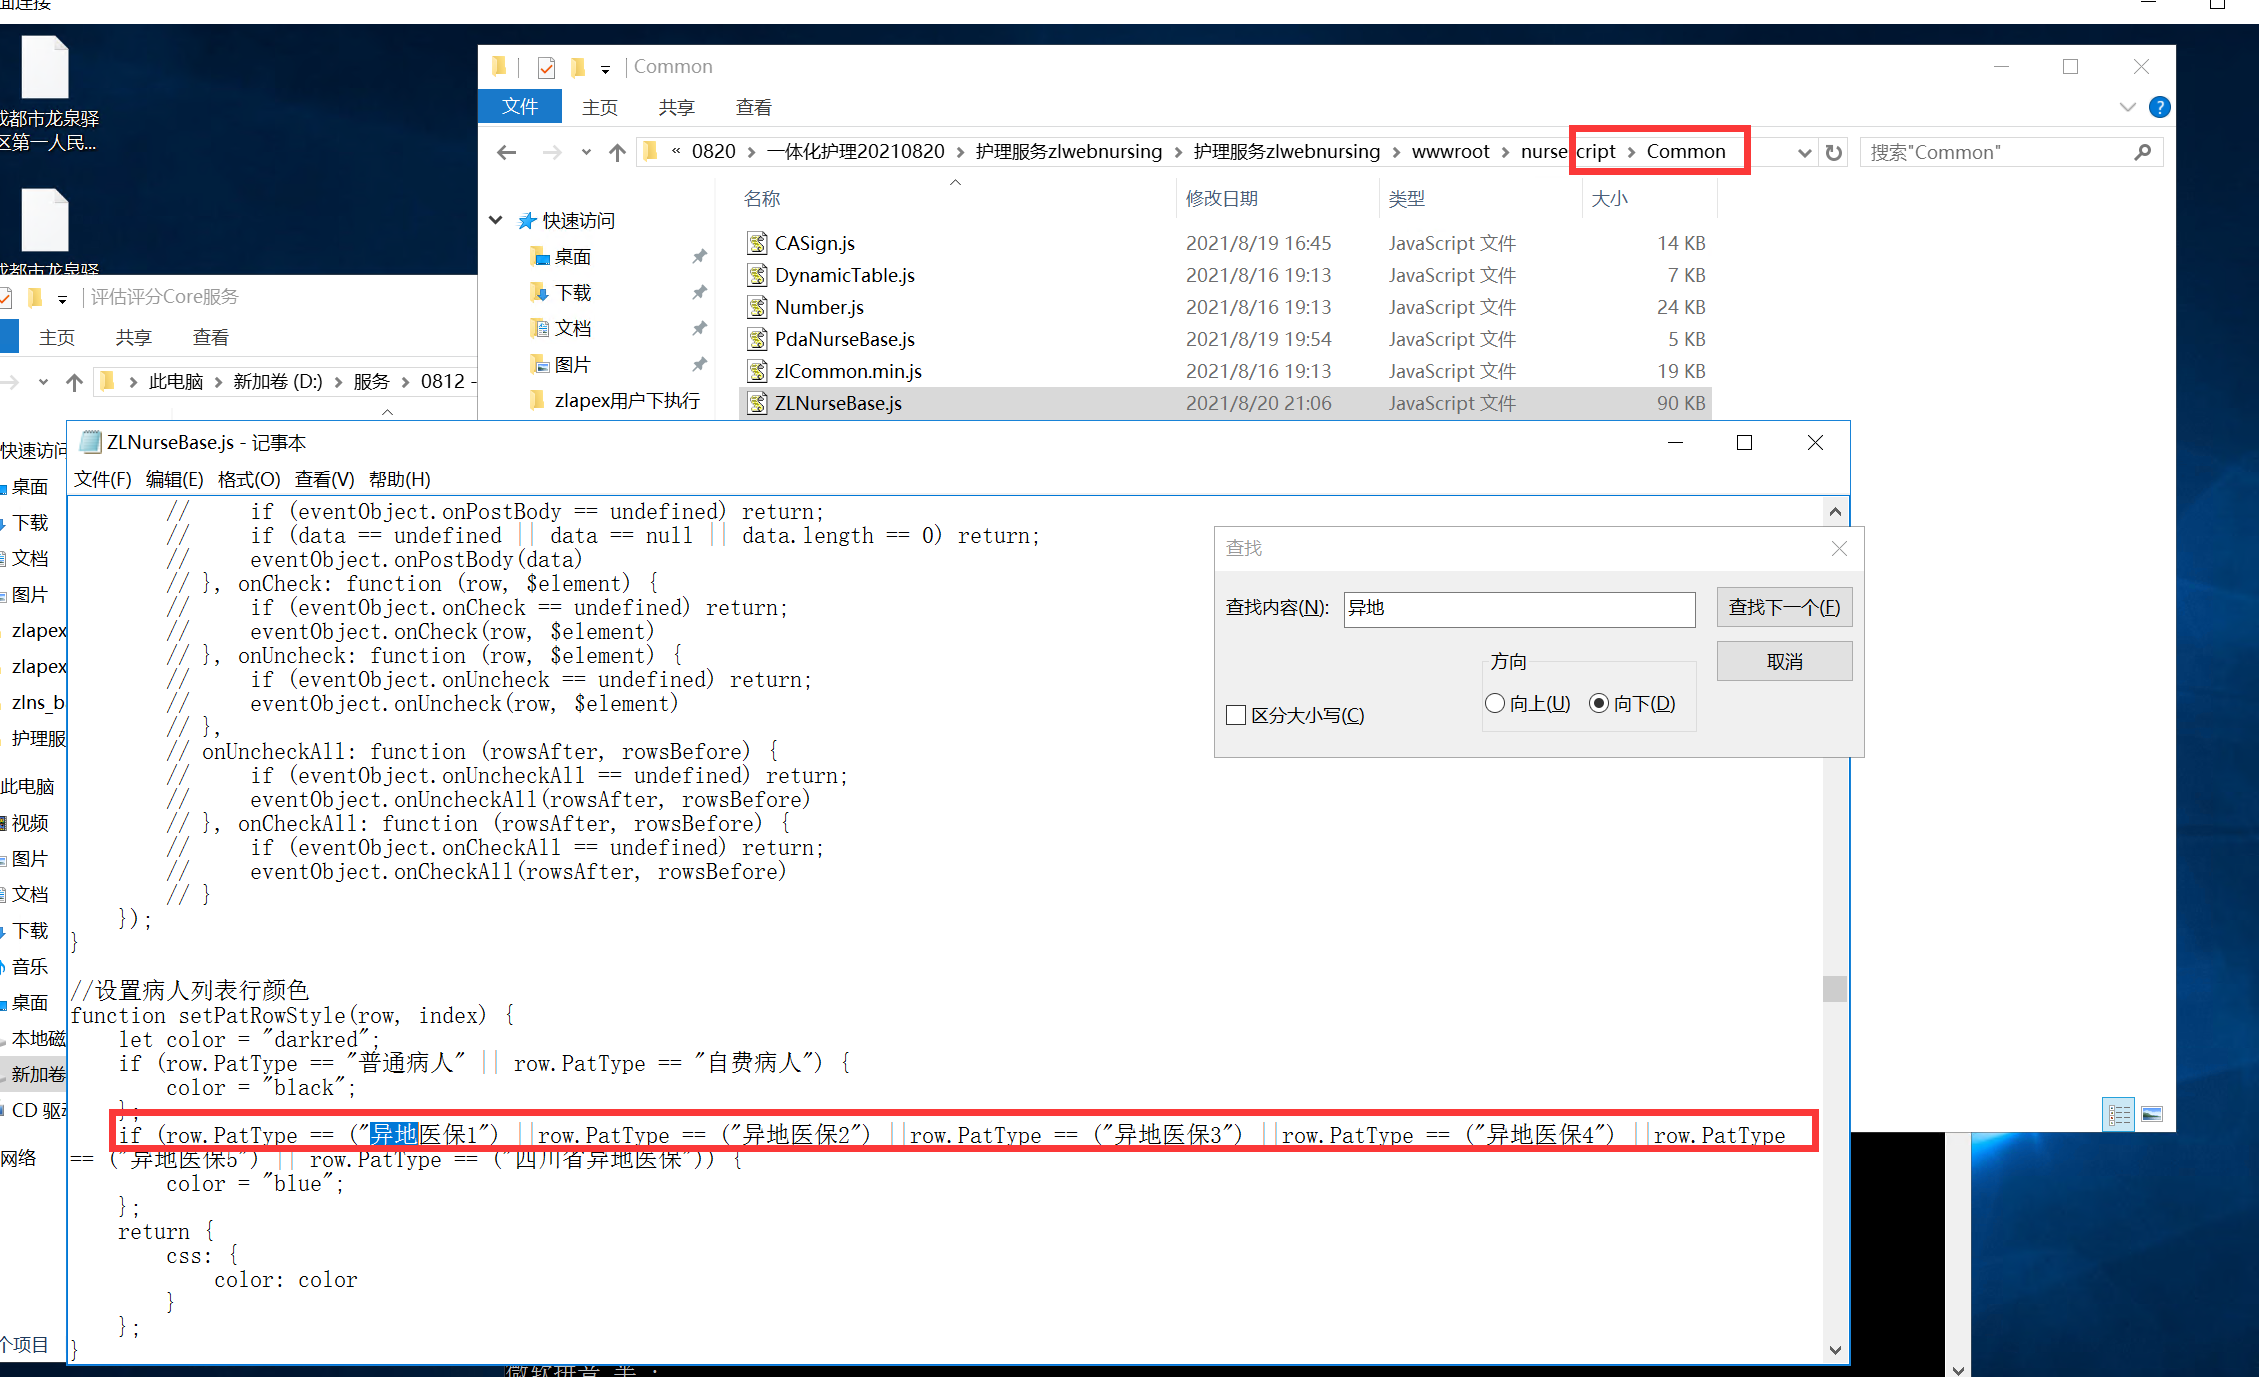 面连接
成都市龙泉驿
区第一人民...
成都市龙泉驿
Common
文件 主页 共享 查看
« 0820 › 一体化护理20210820 › 护理服务zlwebnursing › 护理服务zlwebnursing › wwwroot › nurse cript › Common
搜索"Common"
名称 修改日期 类型 大小
快速访问
桌面
下载
文档
图片
zlapex用户下执行
CASign.js 2021/8/19 16:45 JavaScript 文件 14 KB
DynamicTable.js 2021/8/16 19:13 JavaScript 文件 7 KB
Number.js 2021/8/16 19:13 JavaScript 文件 24 KB
PdaNurseBase.js 2021/8/19 19:54 JavaScript 文件 5 KB
zlCommon.min.js 2021/8/16 19:13 JavaScript 文件 19 KB
ZLNurseBase.js 2021/8/20 21:06 JavaScript 文件 90 KB
评估评分Core服务
主页 共享 查看
› 此电脑 › 新加卷 (D:) › 服务 › 0812 -
快速访问
桌面
下载
文档
图片
zlapex
zlapex
zlns_b
护理服
此电脑
视频
图片
文档
下载
音乐
桌面
本地磁
新加卷
CD 驱动
网络
个项目
ZLNurseBase.js - 记事本
文件(F) 编辑(E) 格式(O) 查看(V) 帮助(H)
//     if (eventObject.onPostBody == undefined) return;
//     if (data == undefined || data == null || data.length == 0) return;
//     eventObject.onPostBody(data)
// }, onCheck: function (row, $element) {
//     if (eventObject.onCheck == undefined) return;
//     eventObject.onCheck(row, $element)
// }, onUncheck: function (row, $element) {
//     if (eventObject.onUncheck == undefined) return;
//     eventObject.onUncheck(row, $element)
// },
// onUncheckAll: function (rowsAfter, rowsBefore) {
//     if (eventObject.onUncheckAll == undefined) return;
//     eventObject.onUncheckAll(rowsAfter, rowsBefore)
// }, onCheckAll: function (rowsAfter, rowsBefore) {
//     if (eventObject.onCheckAll == undefined) return;
//     eventObject.onCheckAll(rowsAfter, rowsBefore)
// }
});
}
//设置病人列表行颜色
function setPatRowStyle(row, index) {
let color = "darkred";
if (row.PatType == "普通病人" || row.PatType == "自费病人") {
color = "black";
};
if (row.PatType == ("异地医保1") ||row.PatType == ("异地医保2") ||row.PatType == ("异地医保3") ||row.PatType == ("异地医保4") ||row.PatType
== ("异地医保5") || row.PatType == ("四川省异地医保")) {
color = "blue";
};
return {
css: {
color: color
}
};
}
查找
查找内容(N): 异地 查找下一个(F)
取消
方向
向上(U) 向下(D)
区分大小写(C)
微软拼音 半 :